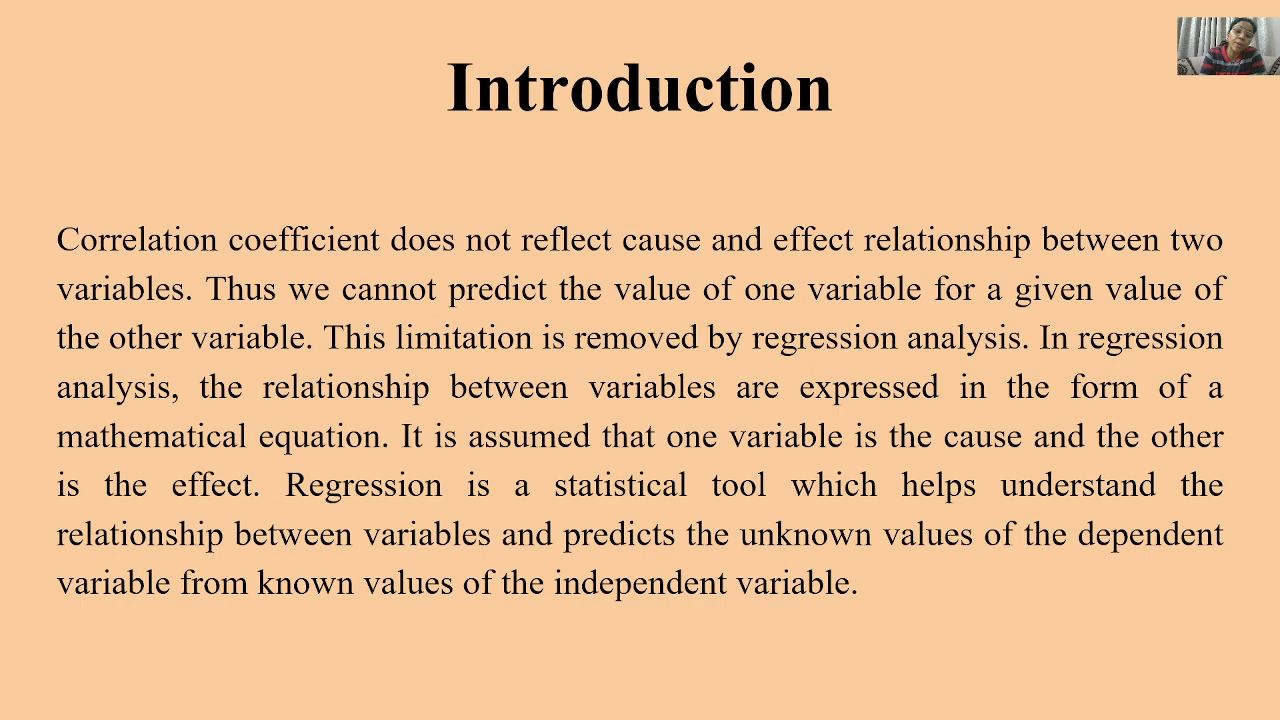 Introduction
Correlation coefficient does not reflect cause and effect relationship between two
variables. Thus we cannot predict the value of one variable for a given value of
the other variable. This limitation is removed by regression analysis. In regression
analysis, the relationship between variables are expressed in the form of a
mathematical equation. It is assumed that one variable is the cause and the other
is the effect. Regression is a statistical tool which helps understand the
relationship between variables and predicts the unknown values of the dependent
variable from known values of the independent variable.